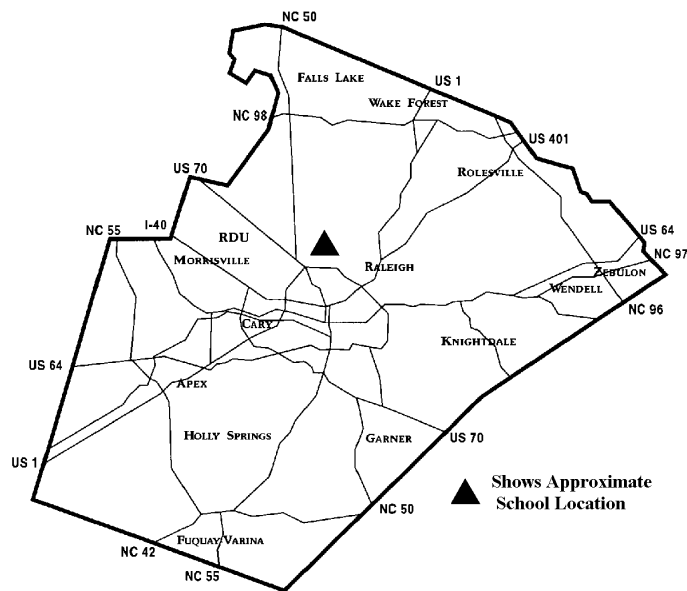 NC 50
FALLS LAKE
US 1
WAKE FOREST
NC 98
US 401
US 70
ROLESVILLE
NC 55
I-40
RDU
US 64
MORRISVILLE
RALEIGH
NC 97
ZEBULON
WENDELL
NC 96
CARY
KNIGHTDALE
US 64
APEX
HOLLY SPRINGS
GARNER
US 70
US 1
Shows Approximate
School Location
NC 50
FUQUAY-VARINA
NC 42
NC 55